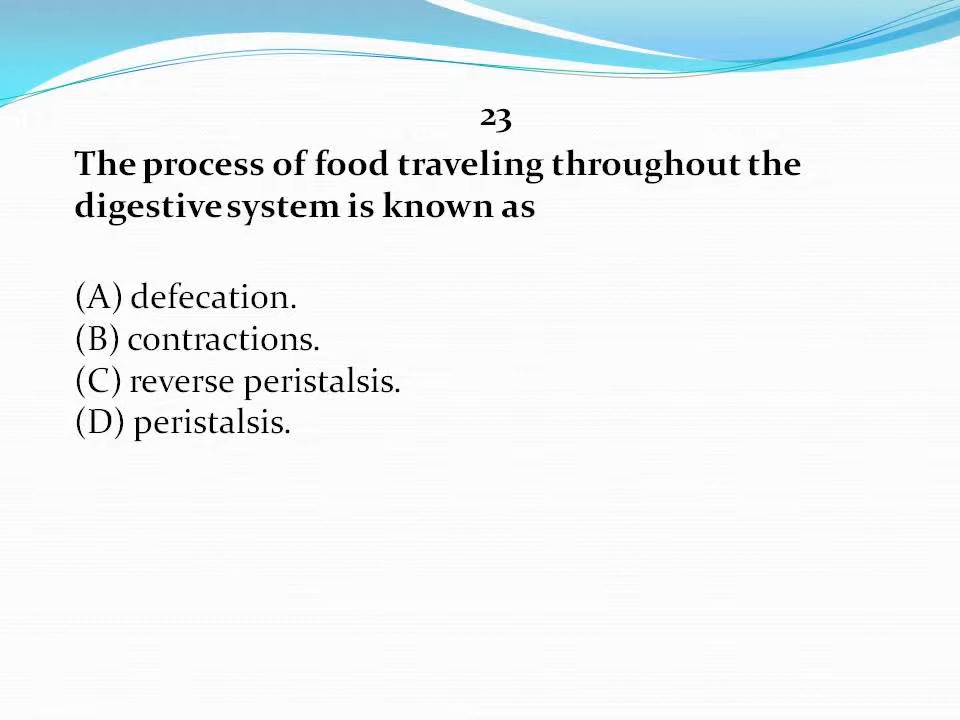 23
The process of food traveling throughout the
digestive system is known as
(A) defecation.
(B) contractions.
(C) reverse peristalsis.
(D) peristalsis.